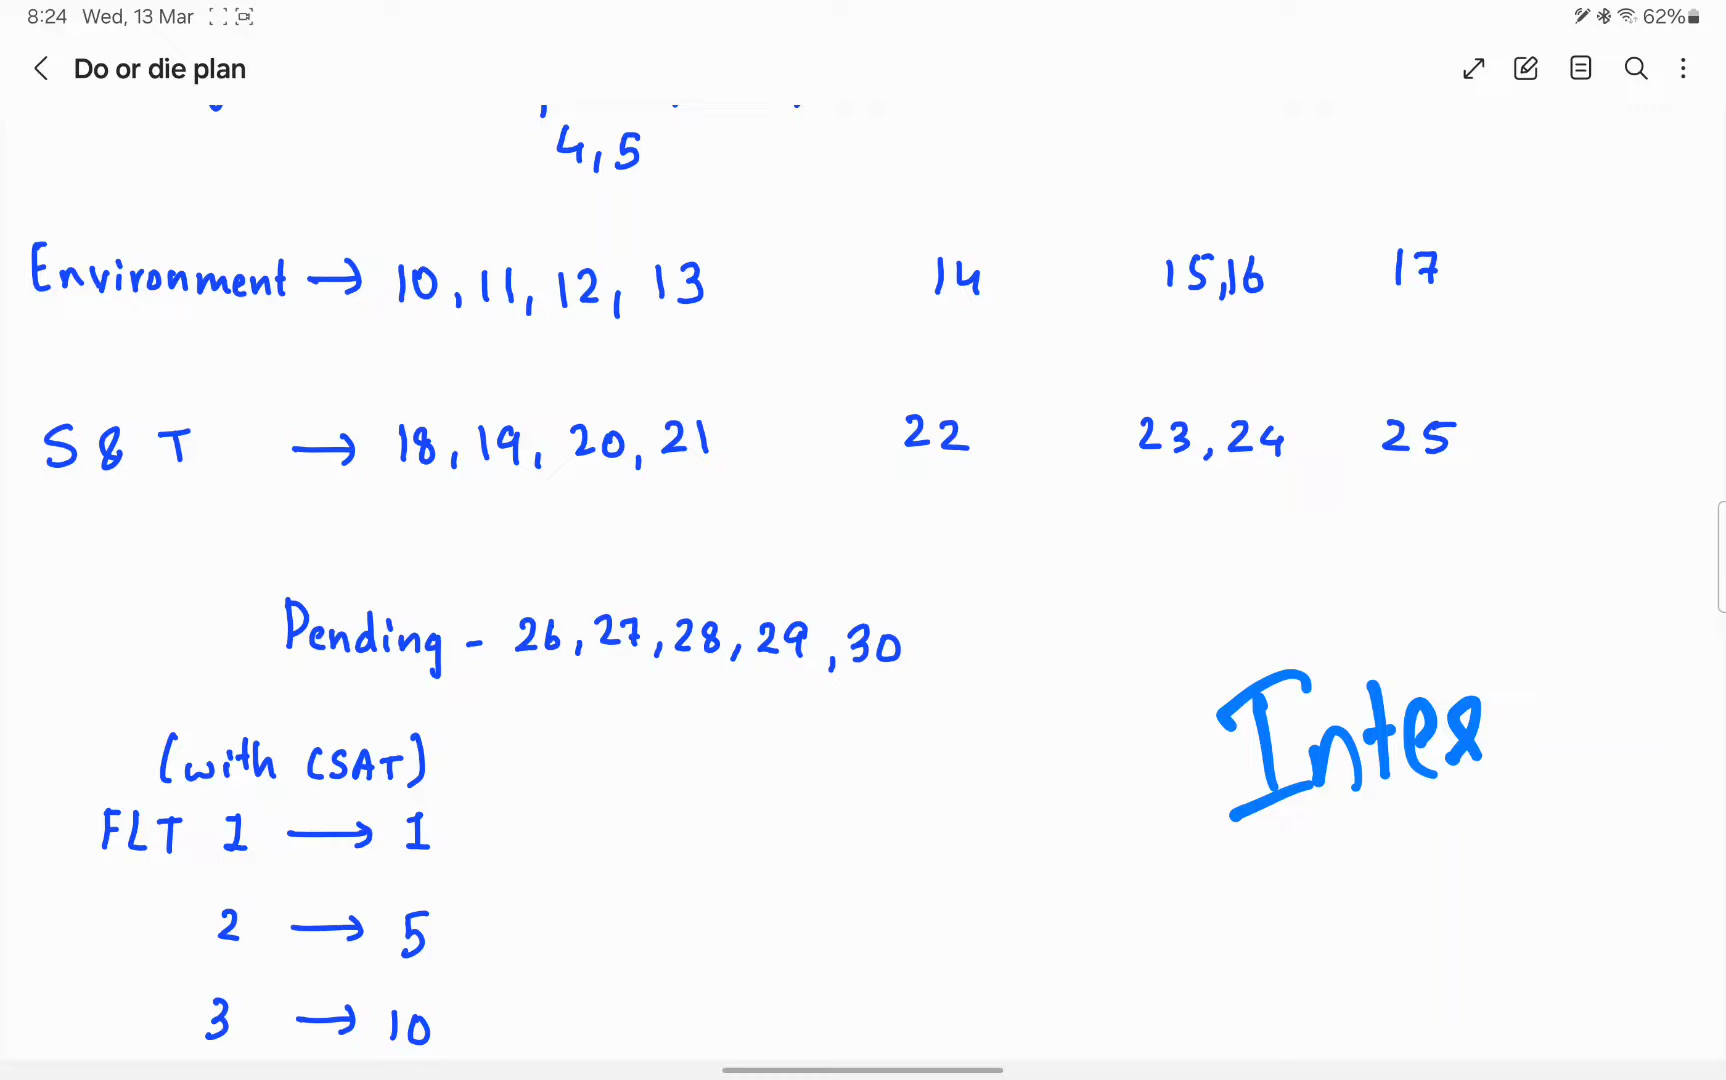 8:24 Wed, 13 Mar 62%
Do or die plan
4,5
Environment → 10, 11, 12, 13 14 15,16 17
S & T → 18, 19, 20, 21 22 23, 24 25
Pending - 26, 27, 28, 29, 30
(with CSAT)
FLT 1 → 1
2 → 5
3 → 10